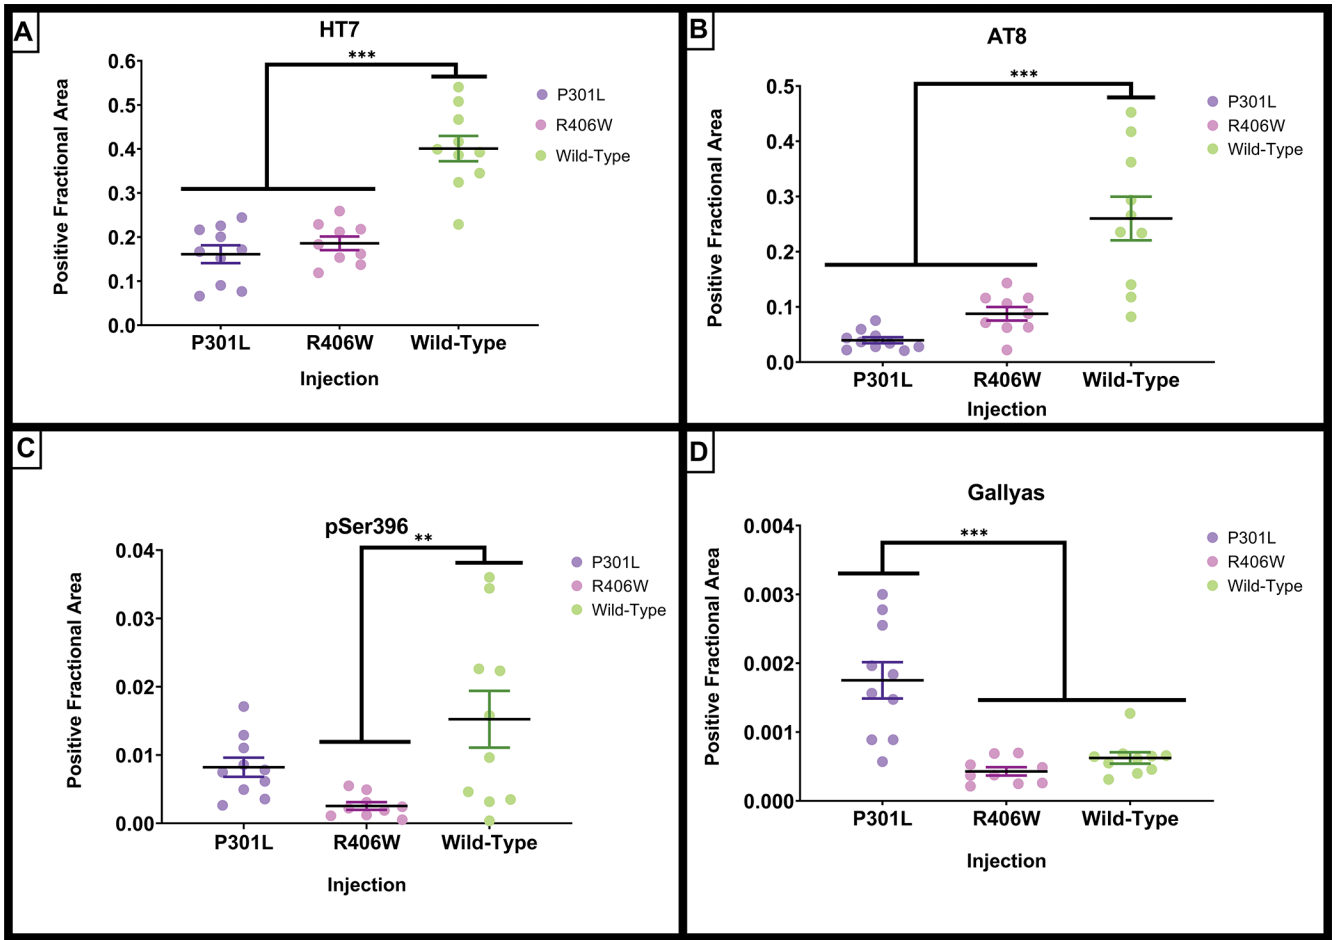 A
HT7
***
0.6
0.5
0.4
0.3
0.2
0.1
0.0
Positive Fractional Area
P301L
R406W
Wild-Type
P301L R406W Wild-Type
Injection
B
AT8
***
0.5
0.4
0.3
0.2
0.1
0.0
Positive Fractional Area
P301L
R406W
Wild-Type
P301L R406W Wild-Type
Injection
C
pSer396
**
0.04
0.03
0.02
0.01
0.00
Positive Fractional Area
P301L
R406W
Wild-Type
P301L R406W Wild-Type
Injection
D
Gallyas
***
0.004
0.003
0.002
0.001
0.000
Positive Fractional Area
P301L
R406W
Wild-Type
P301L R406W Wild-Type
Injection